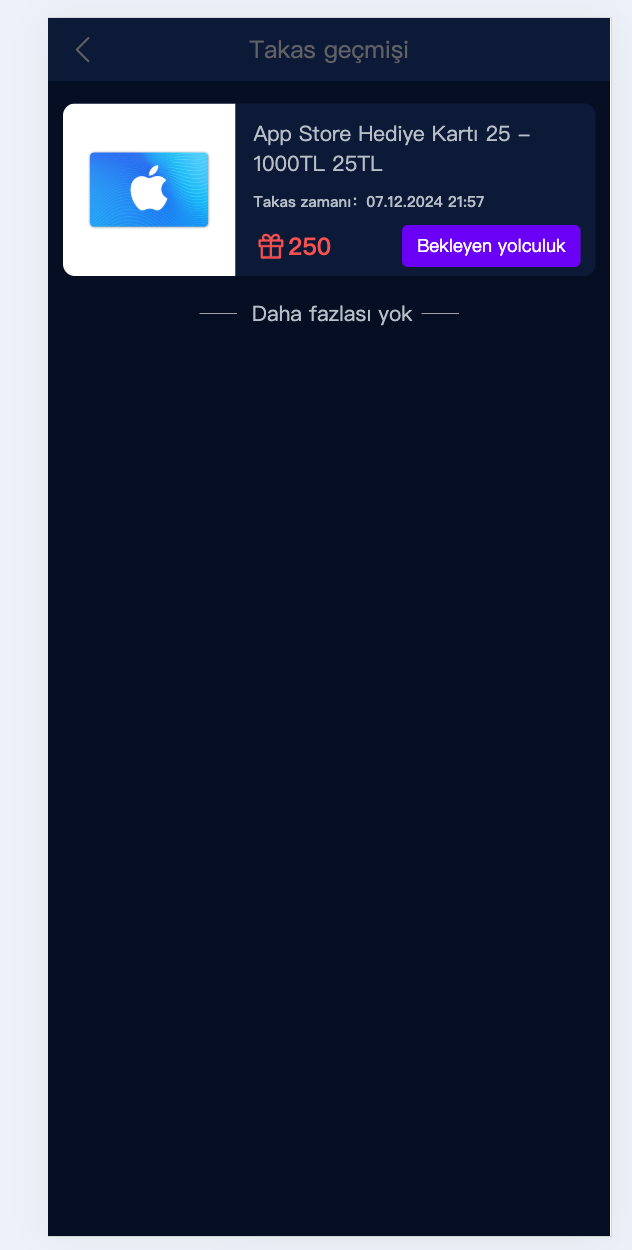 Takas geçmişi
App Store Hediye Kartı 25 –
1000TL 25TL
Takas zamanı: 07.12.2024 21:57
250
Bekleyen yolculuk
Daha fazlası yok